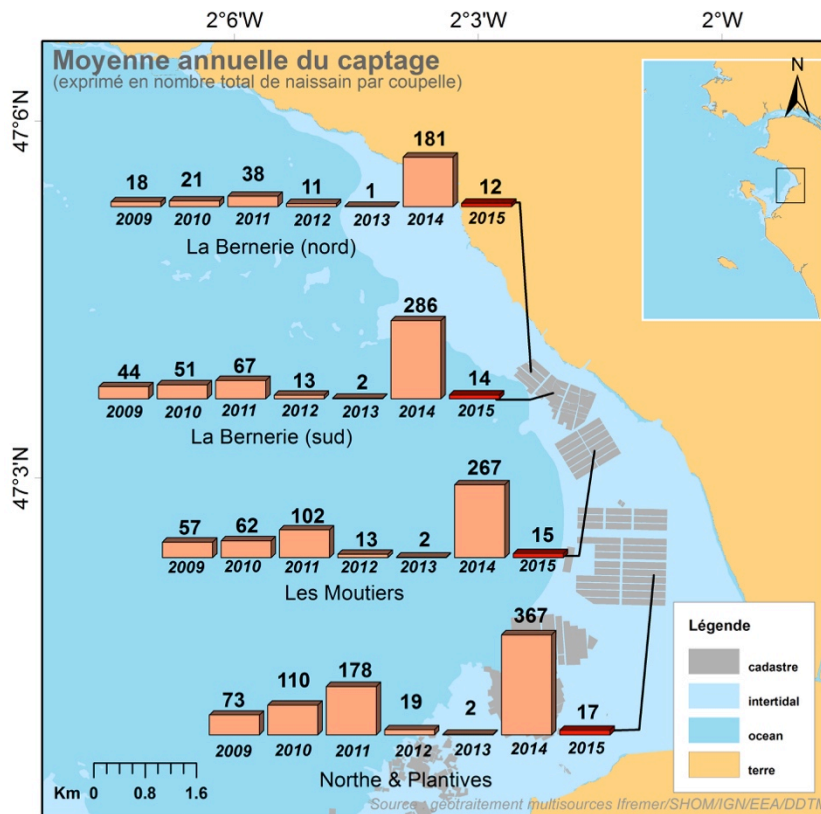 2°6'W 2°3'W 2°W
Moyenne annuelle du captage
(exprimé en nombre total de naissain par coupelle)
N
47°6'N
18 21 38 11 1 181 12
2009 2010 2011 2012 2013 2014 2015
La Bernerie (nord)
44 51 67 13 2 286 14
2009 2010 2011 2012 2013 2014 2015
La Bernerie (sud)
47°3'N
57 62 102 13 2 267 15
2009 2010 2011 2012 2013 2014 2015
Les Moutiers
73 110 178 19 2 367 17
2009 2010 2011 2012 2013 2014 2015
Northe & Plantives
Légende
cadastre
intertidal
ocean
terre
Km 0 0.8 1.6
Source : géotraitement multisources Ifremer/SHOM/IGN/EEA/DDTM